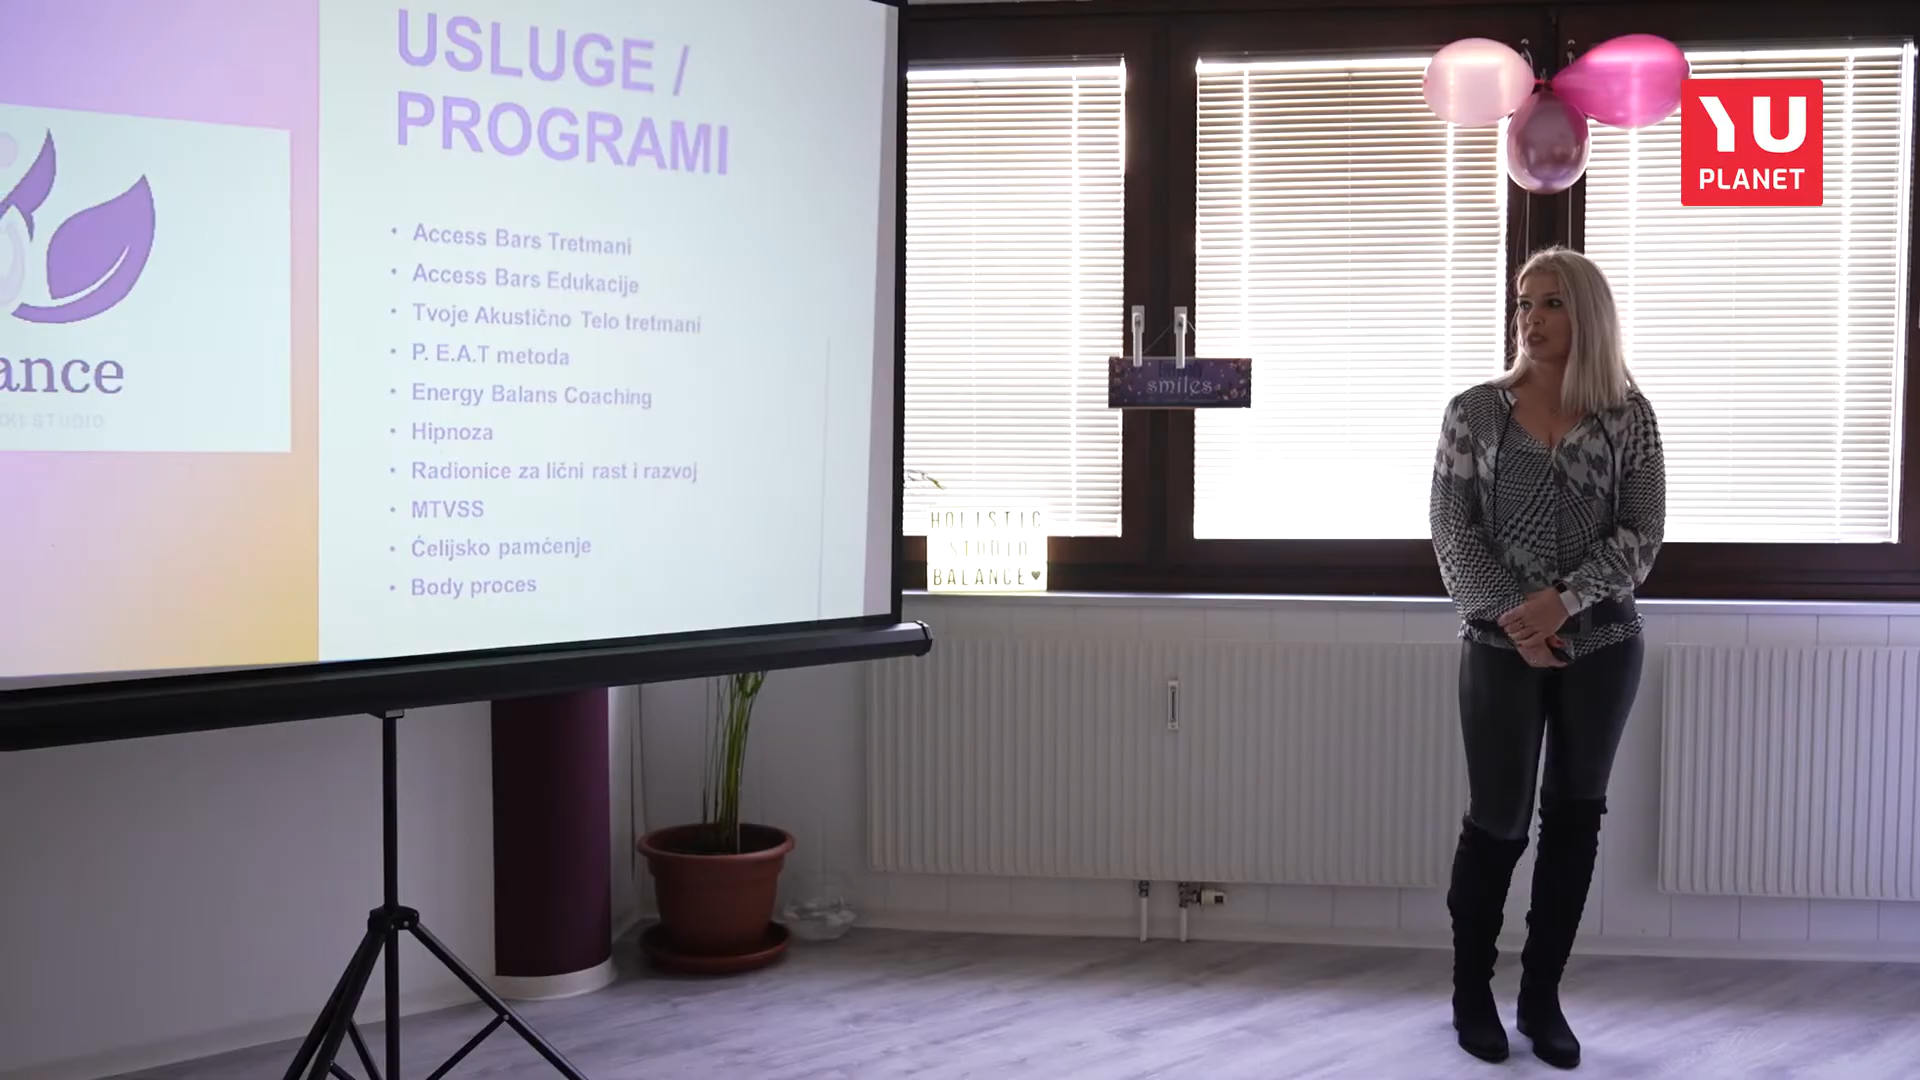 USLUGE /
PROGRAMI
• Access Bars Tretmani
• Access Bars Edukacije
• Tvoje Akustično Telo tretmani
• P. E.A.T metoda
• Energy Balans Coaching
• Hipnoza
• Radionice za lični rast i razvoj
• MTVSS
• Ćelijsko pamćenje
• Body proces
ance
STUDIO
smiles
HOLISTIC
STUDIO
BALANCE♥
YU
PLANET